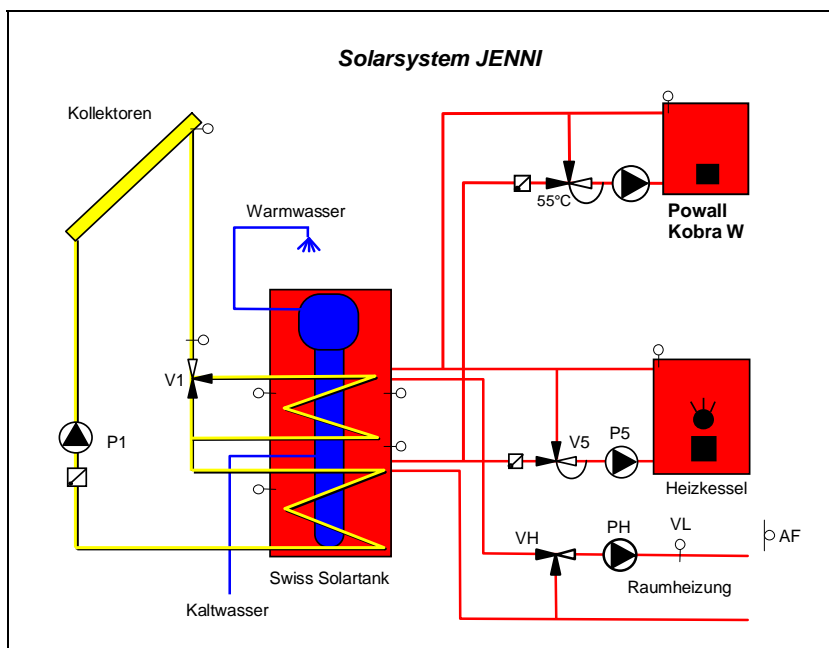 Solarsystem JENNI
Kollektoren
55°C
Powall
Kobra W
Warmwasser
V1
P1
V5
P5
Heizkessel
VH
PH
VL
AF
Raumheizung
Swiss Solartank
Kaltwasser